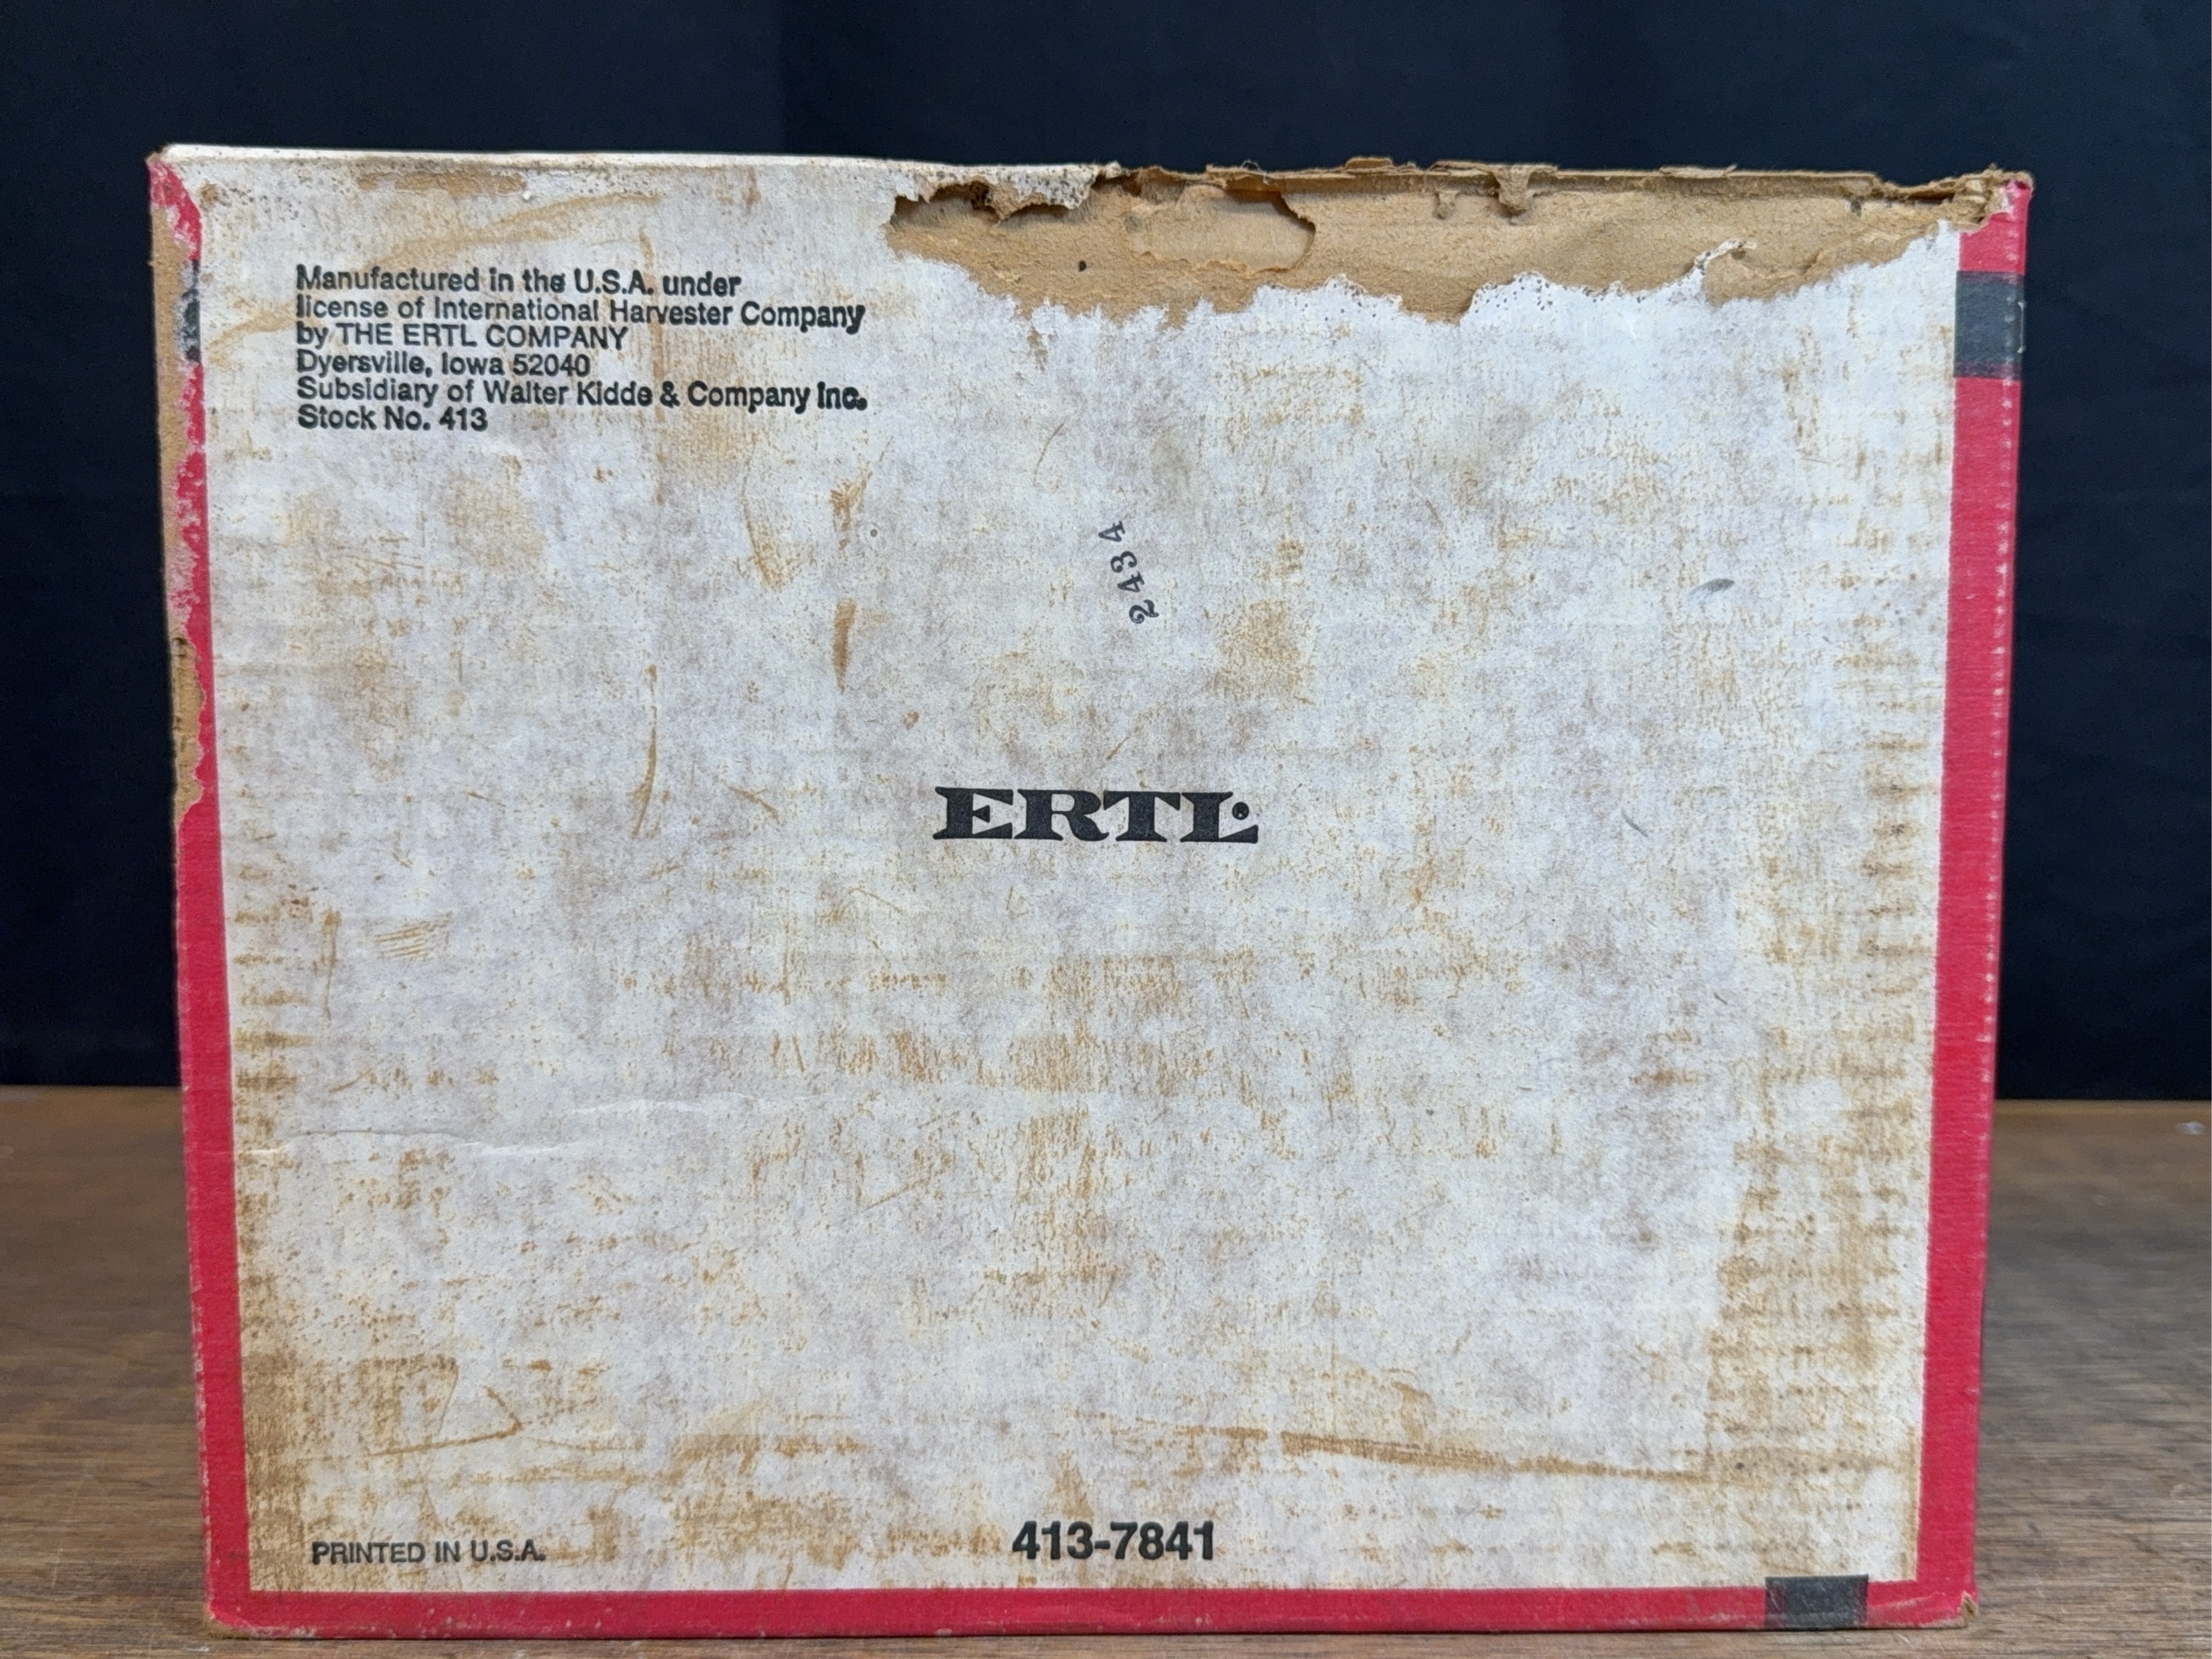 Manufactured in the U.S.A. under
license of International Harvester Company
by THE ERTL COMPANY
Dyersville, Iowa 52040
Subsidiary of Walter Kidde & Company Inc.
Stock No. 413
2434
ERTL®
PRINTED IN U.S.A.
413-7841